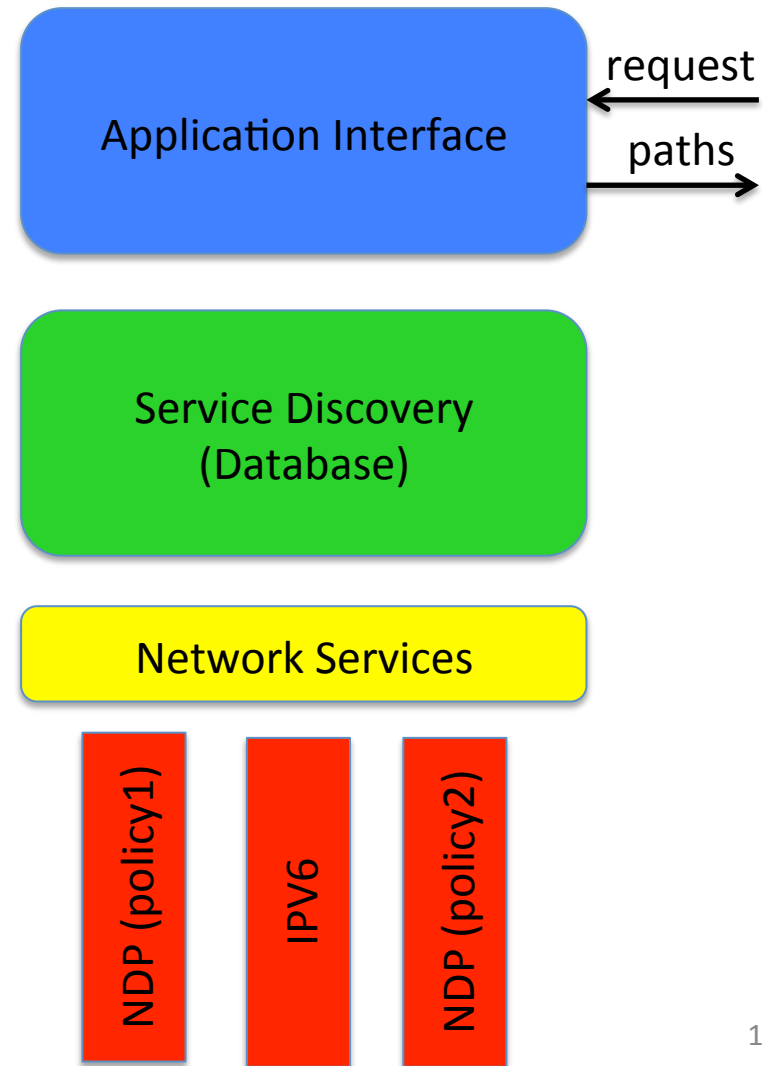 request
Application Interface
paths
Service Discovery
(Database)
Network Services
NDP (policy1)
IPV6
NDP (policy2)
1